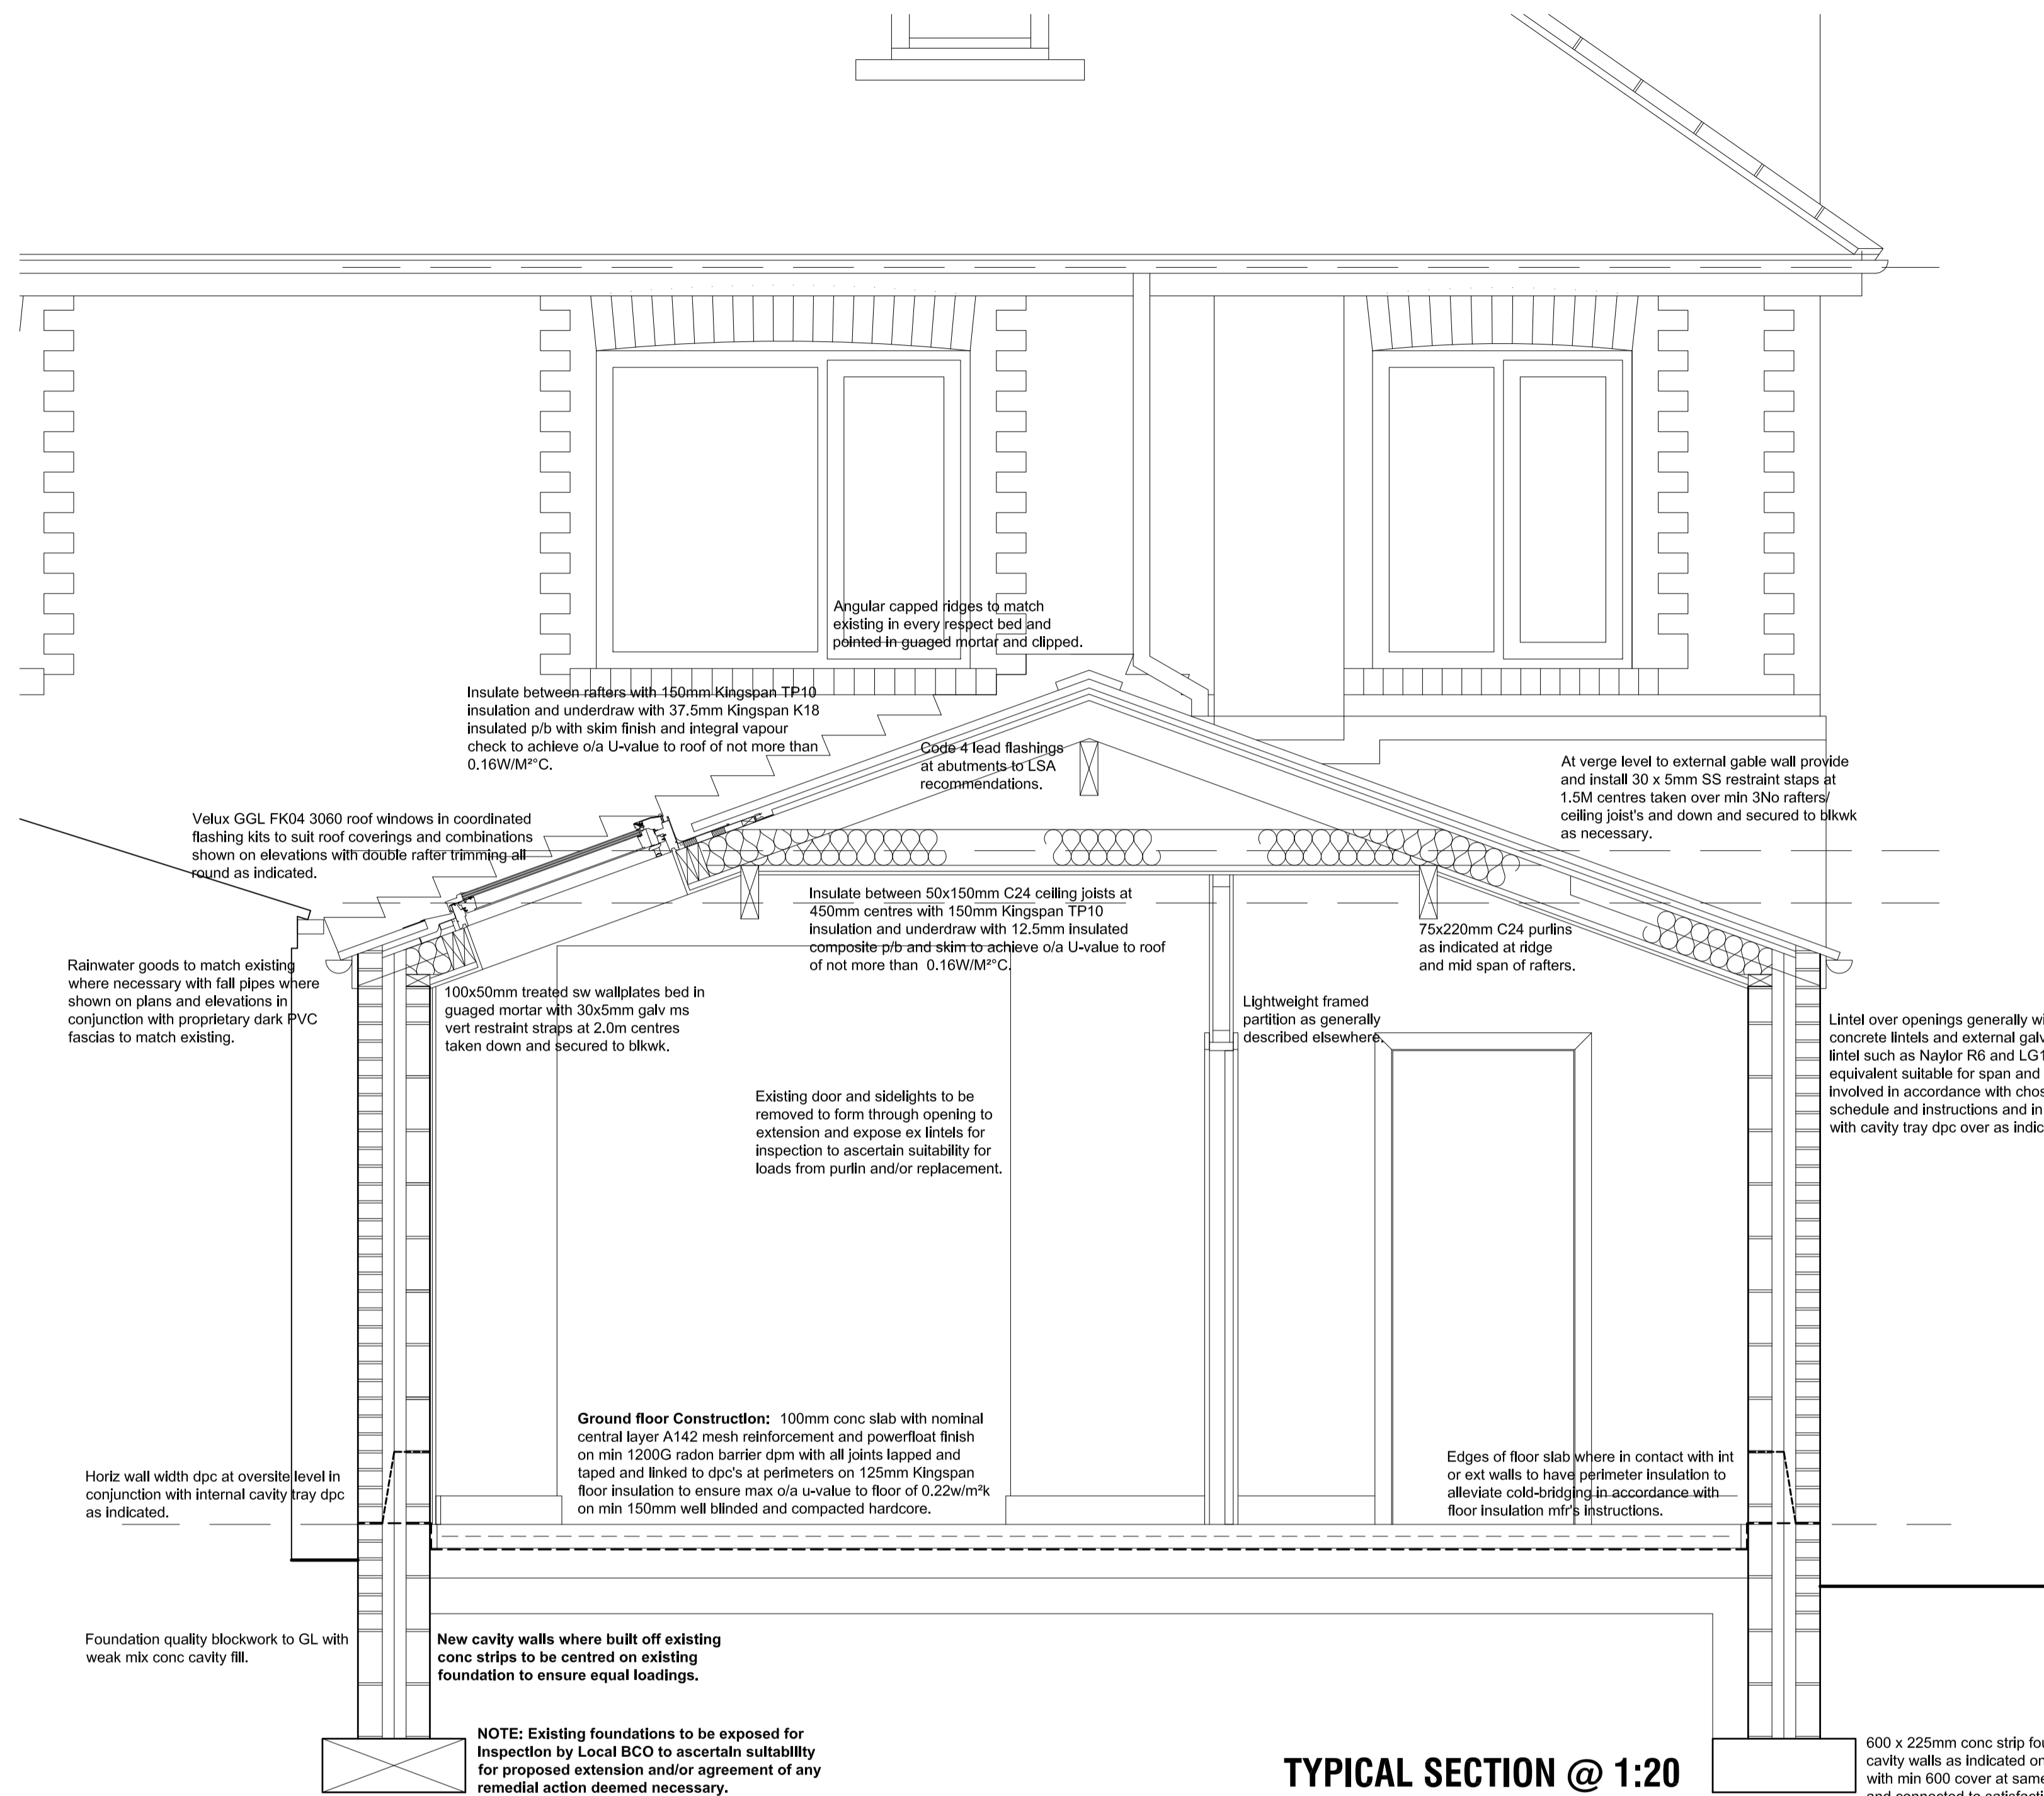 Angular capped ridges to match
existing in every respect bed and
pointed in guaged mortar and clipped.
Insulate between rafters with 150mm Kingspan TP10
insulation and underdraw with 37.5mm Kingspan K18
insulated p/b with skim finish and integral vapour
check to achieve o/a U-value to roof of not more than
0.16W/M²°C.
Code 4 lead flashings
at abutments to LSA
recommendations.
At verge level to external gable wall provide
and install 30 x 5mm SS restraint staps at
1.5M centres taken over min 3No rafters/
ceiling joist's and down and secured to blkwk
as necessary.
Velux GGL FK04 3060 roof windows in coordinated
flashing kits to suit roof coverings and combinations
shown on elevations with double rafter trimming all
round as indicated.
Insulate between 50x150mm C24 ceiling joists at
450mm centres with 150mm Kingspan TP10
insulation and underdraw with 12.5mm insulated
composite p/b and skim to achieve o/a U-value to roof
of not more than 0.16W/M²°C.
75x220mm C24 purlins
as indicated at ridge
and mid span of rafters.
Rainwater goods to match existing
where necessary with fall pipes where
shown on plans and elevations in
conjunction with proprietary dark PVC
fascias to match existing.
100x50mm treated sw wallplates bed in
guaged mortar with 30x5mm galv ms
vert restraint straps at 2.0m centres
taken down and secured to blkwk.
Lightweight framed
partition as generally
described elsewhere.
Lintel over openings generally wi
concrete lintels and external galv
lintel such as Naylor R6 and LG1
equivalent suitable for span and
involved in accordance with chos
schedule and instructions and in
with cavity tray dpc over as indic
Existing door and sidelights to be
removed to form through opening to
extension and expose ex lintels for
inspection to ascertain suitability for
loads from purlin and/or replacement.
Ground floor Construction: 100mm conc slab with nominal
central layer A142 mesh reinforcement and powerfloat finish
on min 1200G radon barrier dpm with all joints lapped and
taped and linked to dpc's at perimeters on 125mm Kingspan
floor insulation to ensure max o/a u-value to floor of 0.22w/m²k
on min 150mm well blinded and compacted hardcore.
Edges of floor slab where in contact with int
or ext walls to have perimeter insulation to
alleviate cold-bridging in accordance with
floor insulation mfr's instructions.
Horiz wall width dpc at oversite level in
conjunction with internal cavity tray dpc
as indicated.
Foundation quality blockwork to GL with
weak mix conc cavity fill.
New cavity walls where built off existing
conc strips to be centred on existing
foundation to ensure equal loadings.
NOTE: Existing foundations to be exposed for
inspection by Local BCO to ascertain suitability
for proposed extension and/or agreement of any
remedial action deemed necessary.
TYPICAL SECTION @ 1:20
600 x 225mm conc strip fou
cavity walls as indicated on
with min 600 cover at same